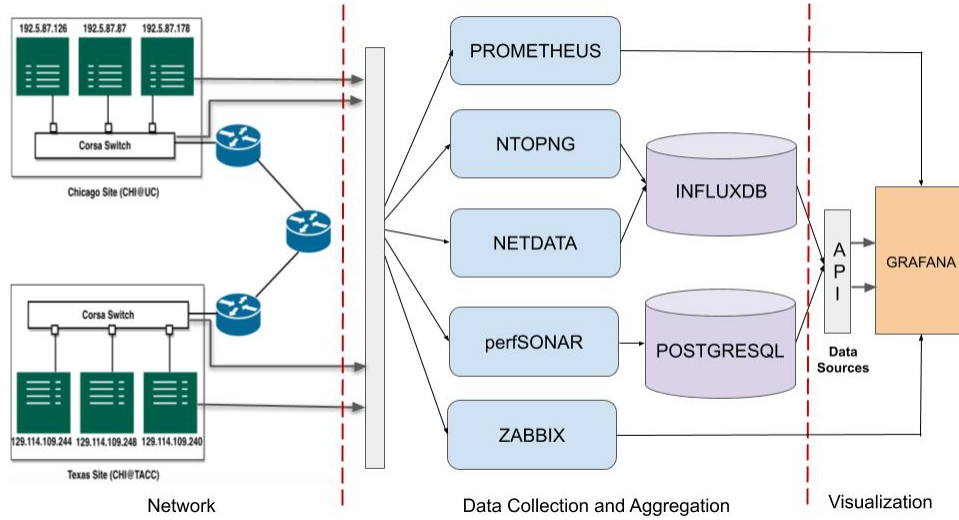 192.5.87.126 192.5.87.87 192.5.87.178
Corsa Switch
Chicago Site (CHI@UC)
Corsa Switch
129.114.109.244 129.114.109.248 129.114.109.240
Texas Site (CHI@TACC)
Network
PROMETHEUS
NTOPNG
NETDATA
perfSONAR
ZABBIX
INFLUXDB
POSTGRESQL
Data Collection and Aggregation
API
Data
Sources
GRAFANA
Visualization